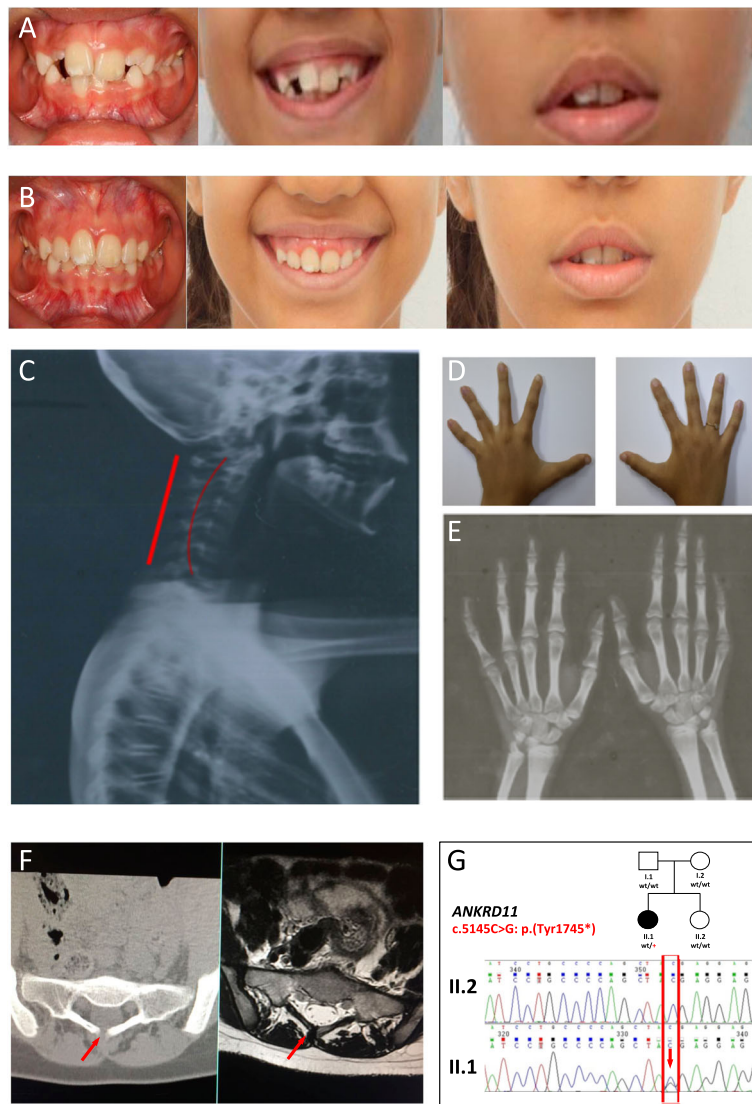 A
B
C
D
E
F
G
I.1
wt/wt
I.2
wt/wt
ANKRD11
c.5145C>G: p.(Tyr1745*)
II.1
wt/+
II.2
wt/wt
340 350
II.2
A T C C T G C C C C A G C T A C G A G G A G
330 340
II.1
A T C C T G C C C C A G C T A C G A G G A G